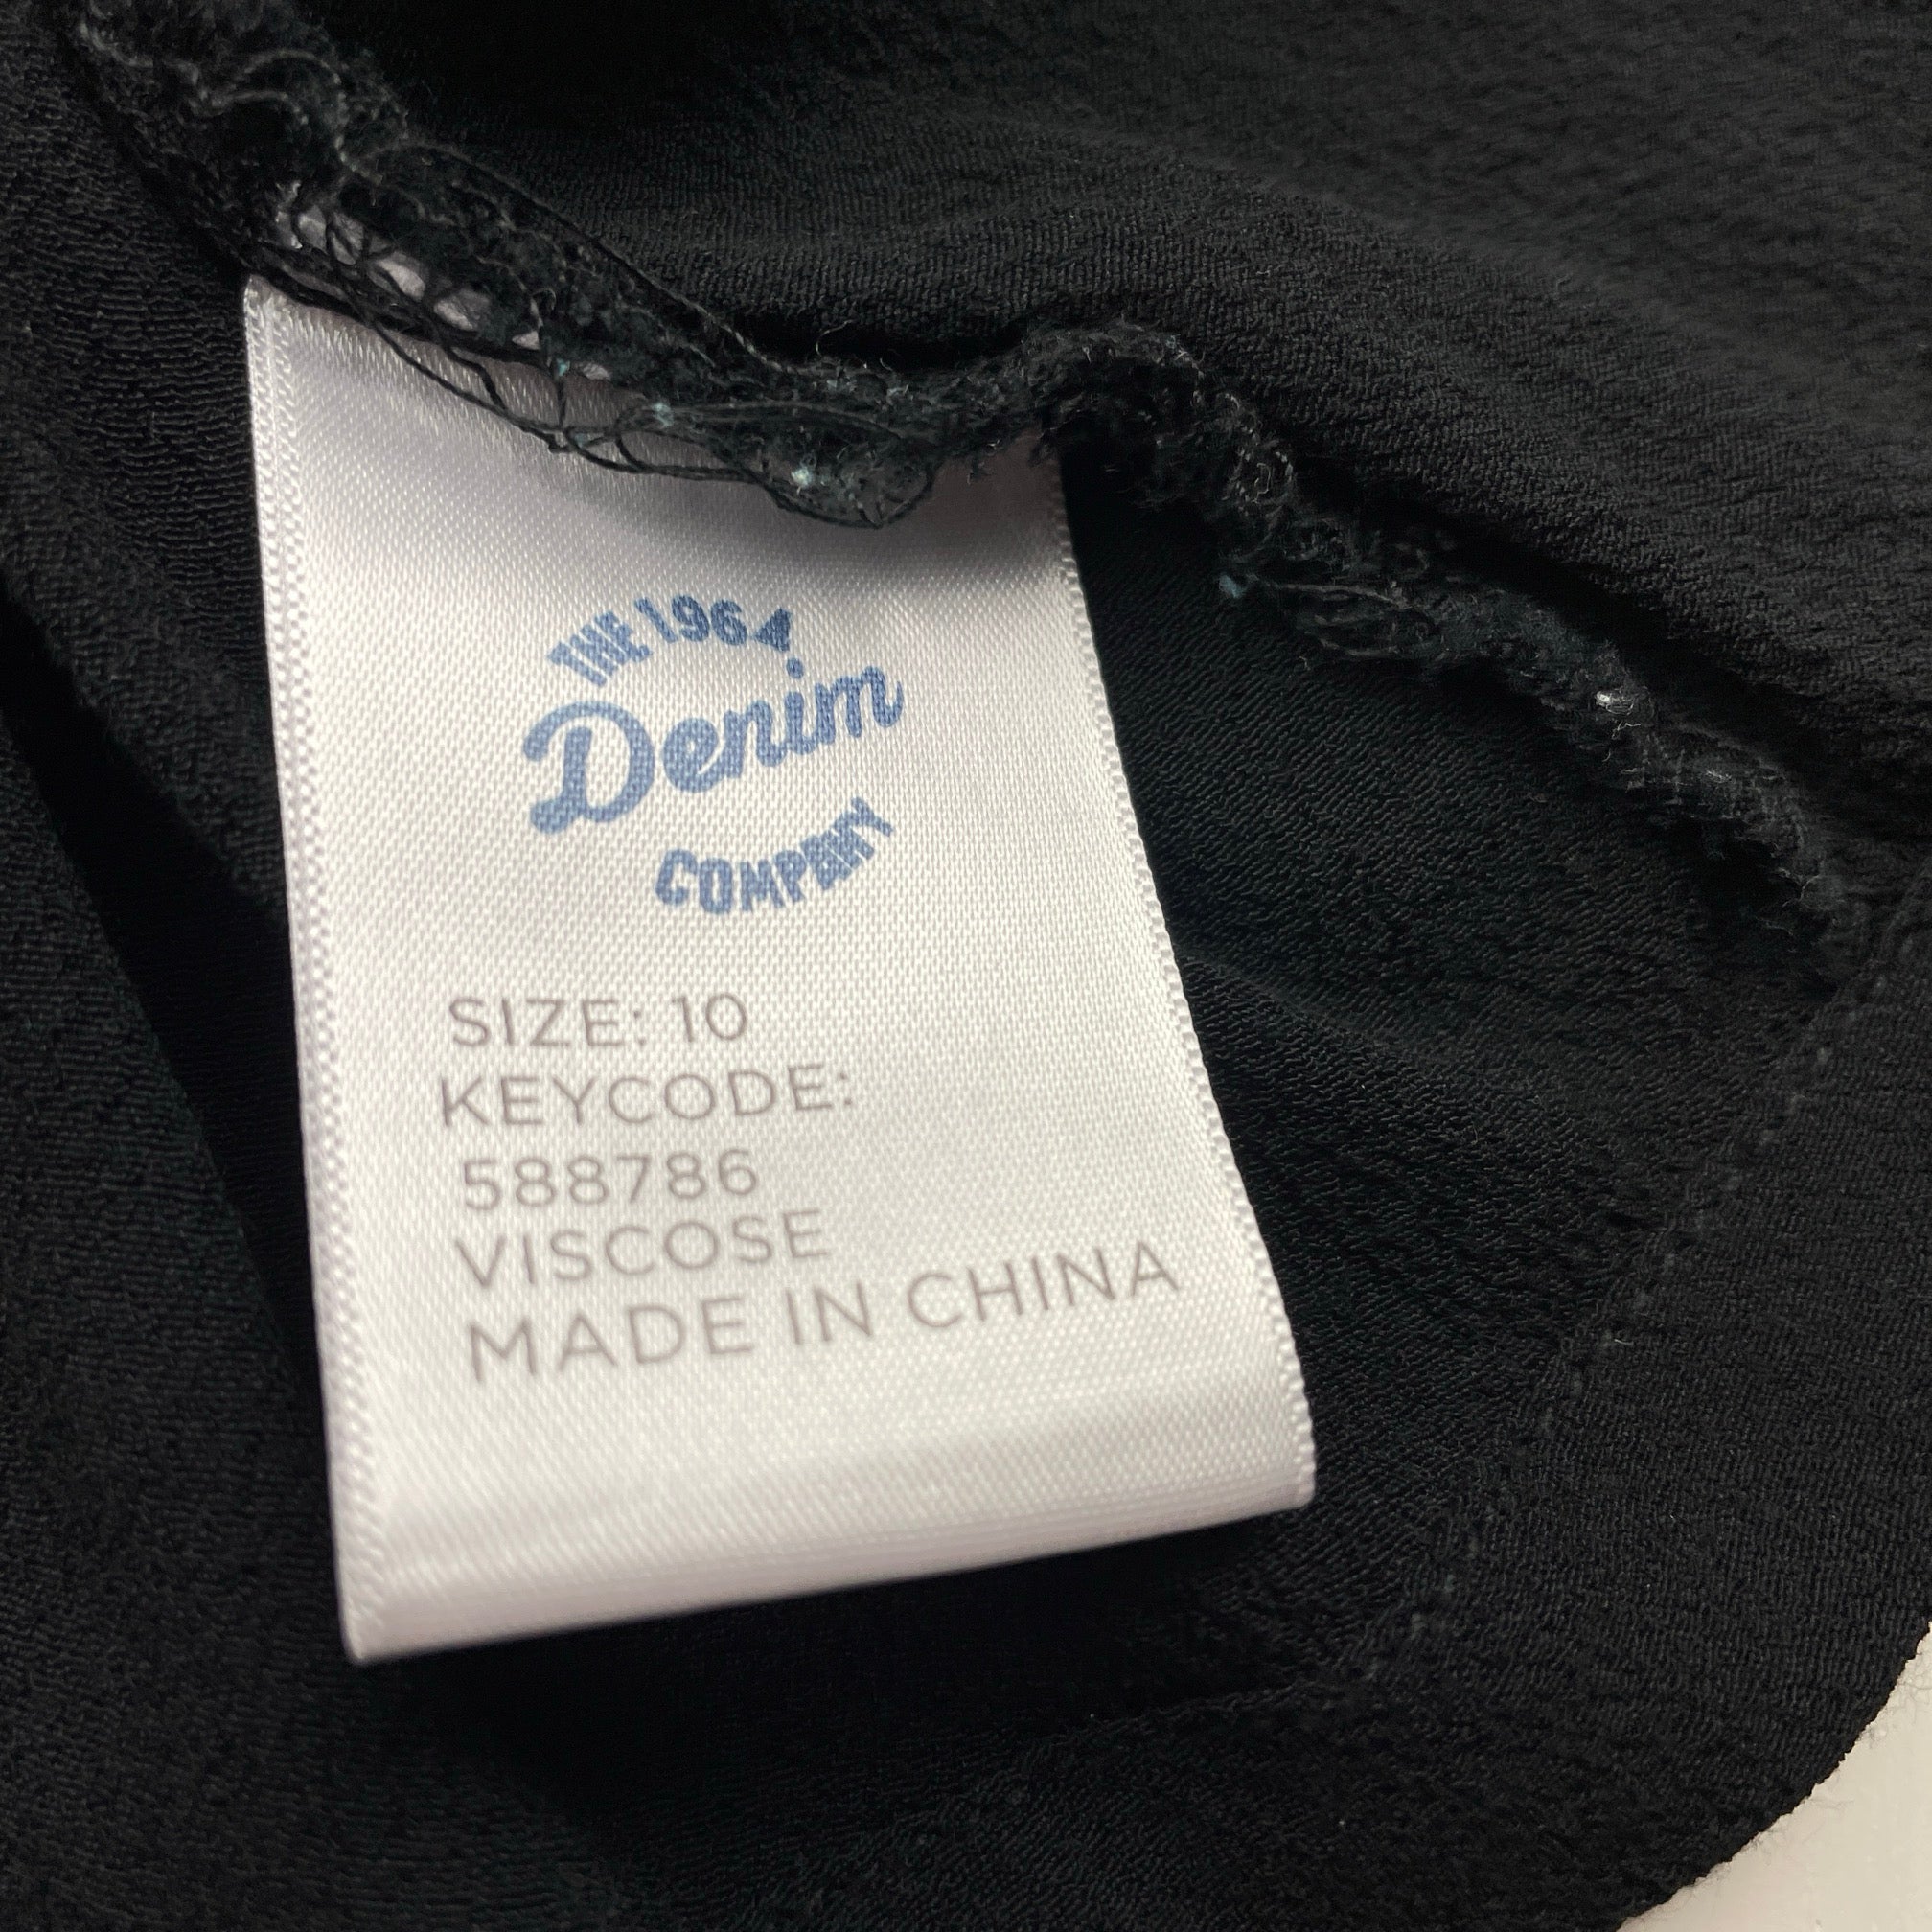 THE 1964
Denim
COMPANY
SIZE: 10
KEYCODE:
588786
VISCOSE
MADE IN CHINA